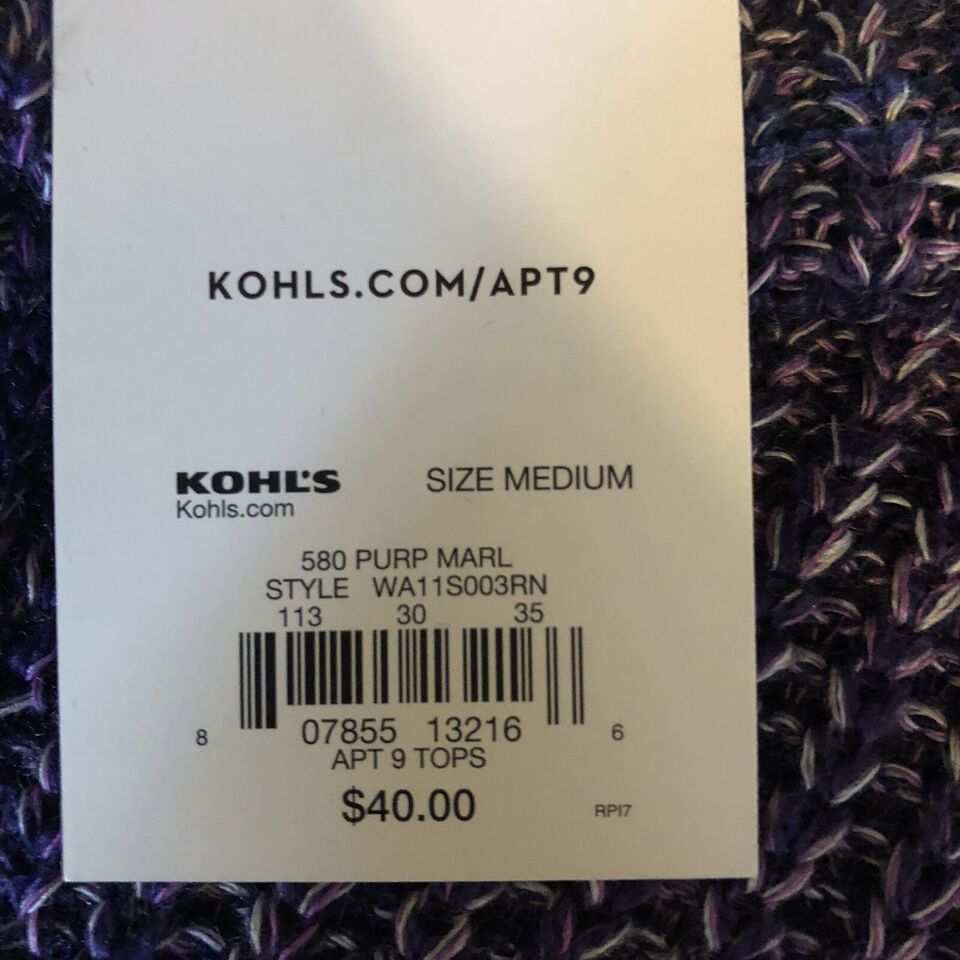 KOHLS.COM/APT9
KOHL'S SIZE MEDIUM
Kohls.com
580 PURP MARL
STYLE WA11S003RN
113 30 35
8 07855 13216 6
APT 9 TOPS
$40.00 RPI7